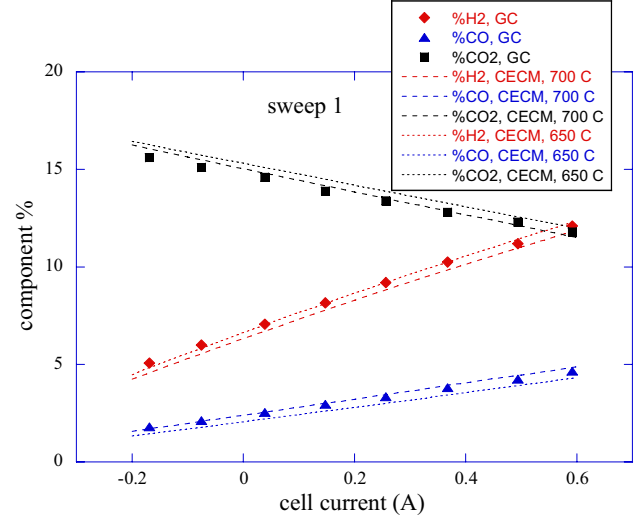 %H2, GC
%CO, GC
%CO2, GC
%H2, CECM, 700 C
%CO, CECM, 700 C
%CO2, CECM, 700 C
%H2, CECM, 650 C
%CO, CECM, 650 C
%CO2, CECM, 650 C
sweep 1
20
15
10
5
0
component %
-0.2
0
0.2
0.4
0.6
cell current (A)